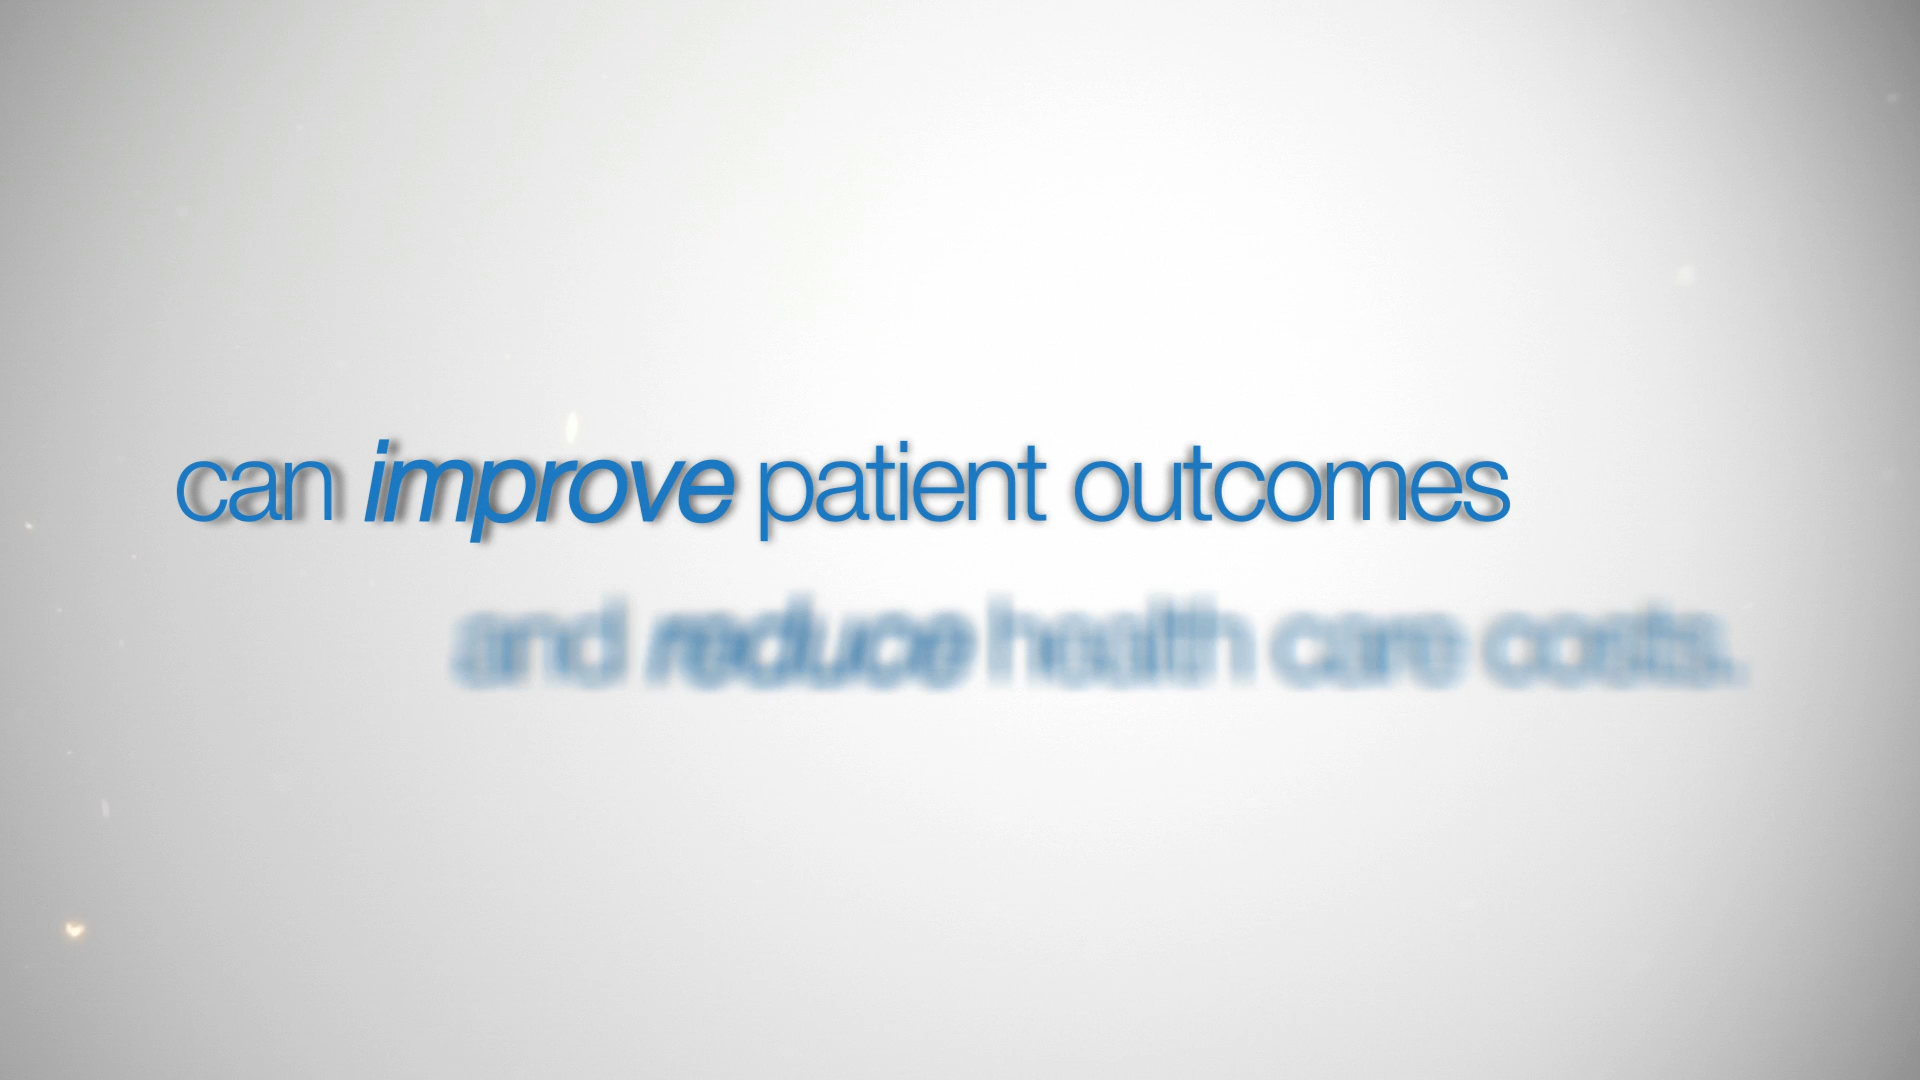 can improve patient outcomes
and reduce health care costs.